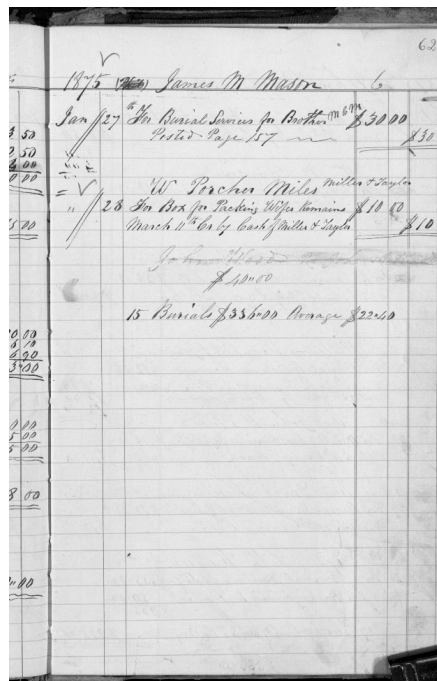 62
1875 James M Mason 6
Jan 27th For Burial Services for Brother M & M $30.00
Posted Page 157 $30
W Porcher Miles Miller & Taylor
" 28 For Box for Packing Wifes Remains $10 00
March 11th Cr by Cash of Miller & Taylor $10
John
$40"00
15 Burials $336"00 Average $22"40